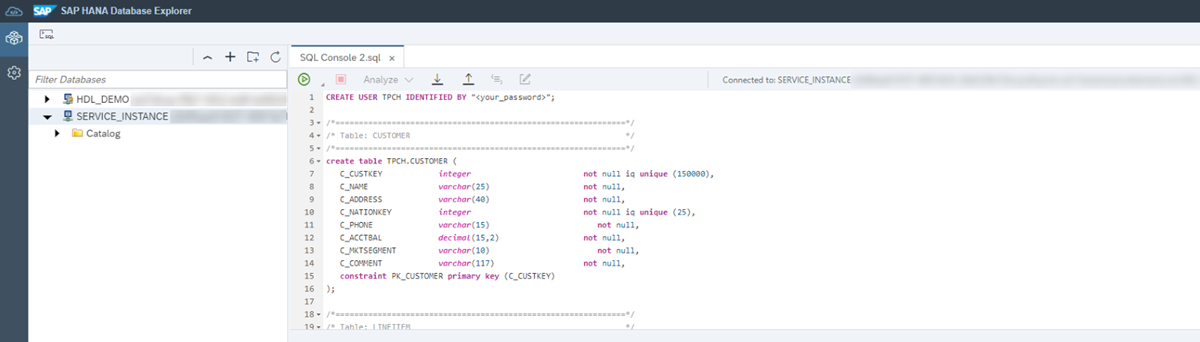 SAP SAP HANA Database Explorer
SQL Console 2.sql ×
Filter Databases
Analyze
Connected to: SERVICE_INSTANCE
HDL_DEMO
SERVICE_INSTANCE
Catalog
1 CREATE USER TPCH IDENTIFIED BY "<your_password>";
2
3 /*=============================================================*/
4 /* Table: CUSTOMER */
5 /*=============================================================*/
6 create table TPCH.CUSTOMER (
7 C_CUSTKEY integer not null iq unique (150000),
8 C_NAME varchar(25) not null,
9 C_ADDRESS varchar(40) not null,
10 C_NATIONKEY integer not null iq unique (25),
11 C_PHONE varchar(15) not null,
12 C_ACCTBAL decimal(15,2) not null,
13 C_MKTSEGMENT varchar(10) not null,
14 C_COMMENT varchar(117) not null,
15 constraint PK_CUSTOMER primary key (C_CUSTKEY)
16 );
17
18 /*=============================================================*/
19 /* Table: LINEITEM */